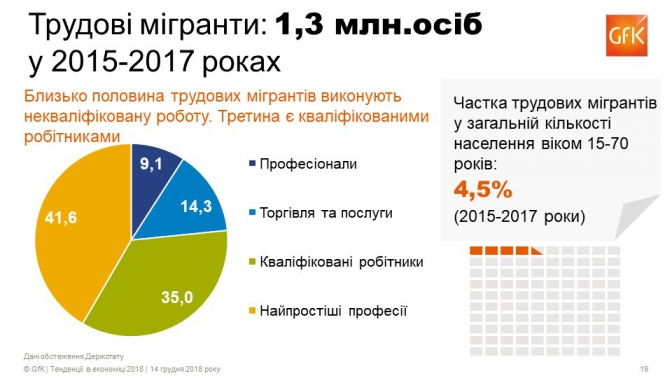 Трудові мігранти: 1,3 млн.осіб
у 2015-2017 роках
GfK
Близько половина трудових мігрантів виконують
некваліфіковану роботу. Третина є кваліфікованими
робітниками
9,1
14,3
35,0
41,6
Професіонали
Торгівля та послуги
Кваліфіковані робітники
Найпростіші професії
Частка трудових мігрантів
у загальній кількості
населення віком 15-70
років:
4,5%
(2015-2017 роки)
Дані обстеження Держстату
© GfK | Тенденції в економіці 2018 | 14 грудня 2018 року
19